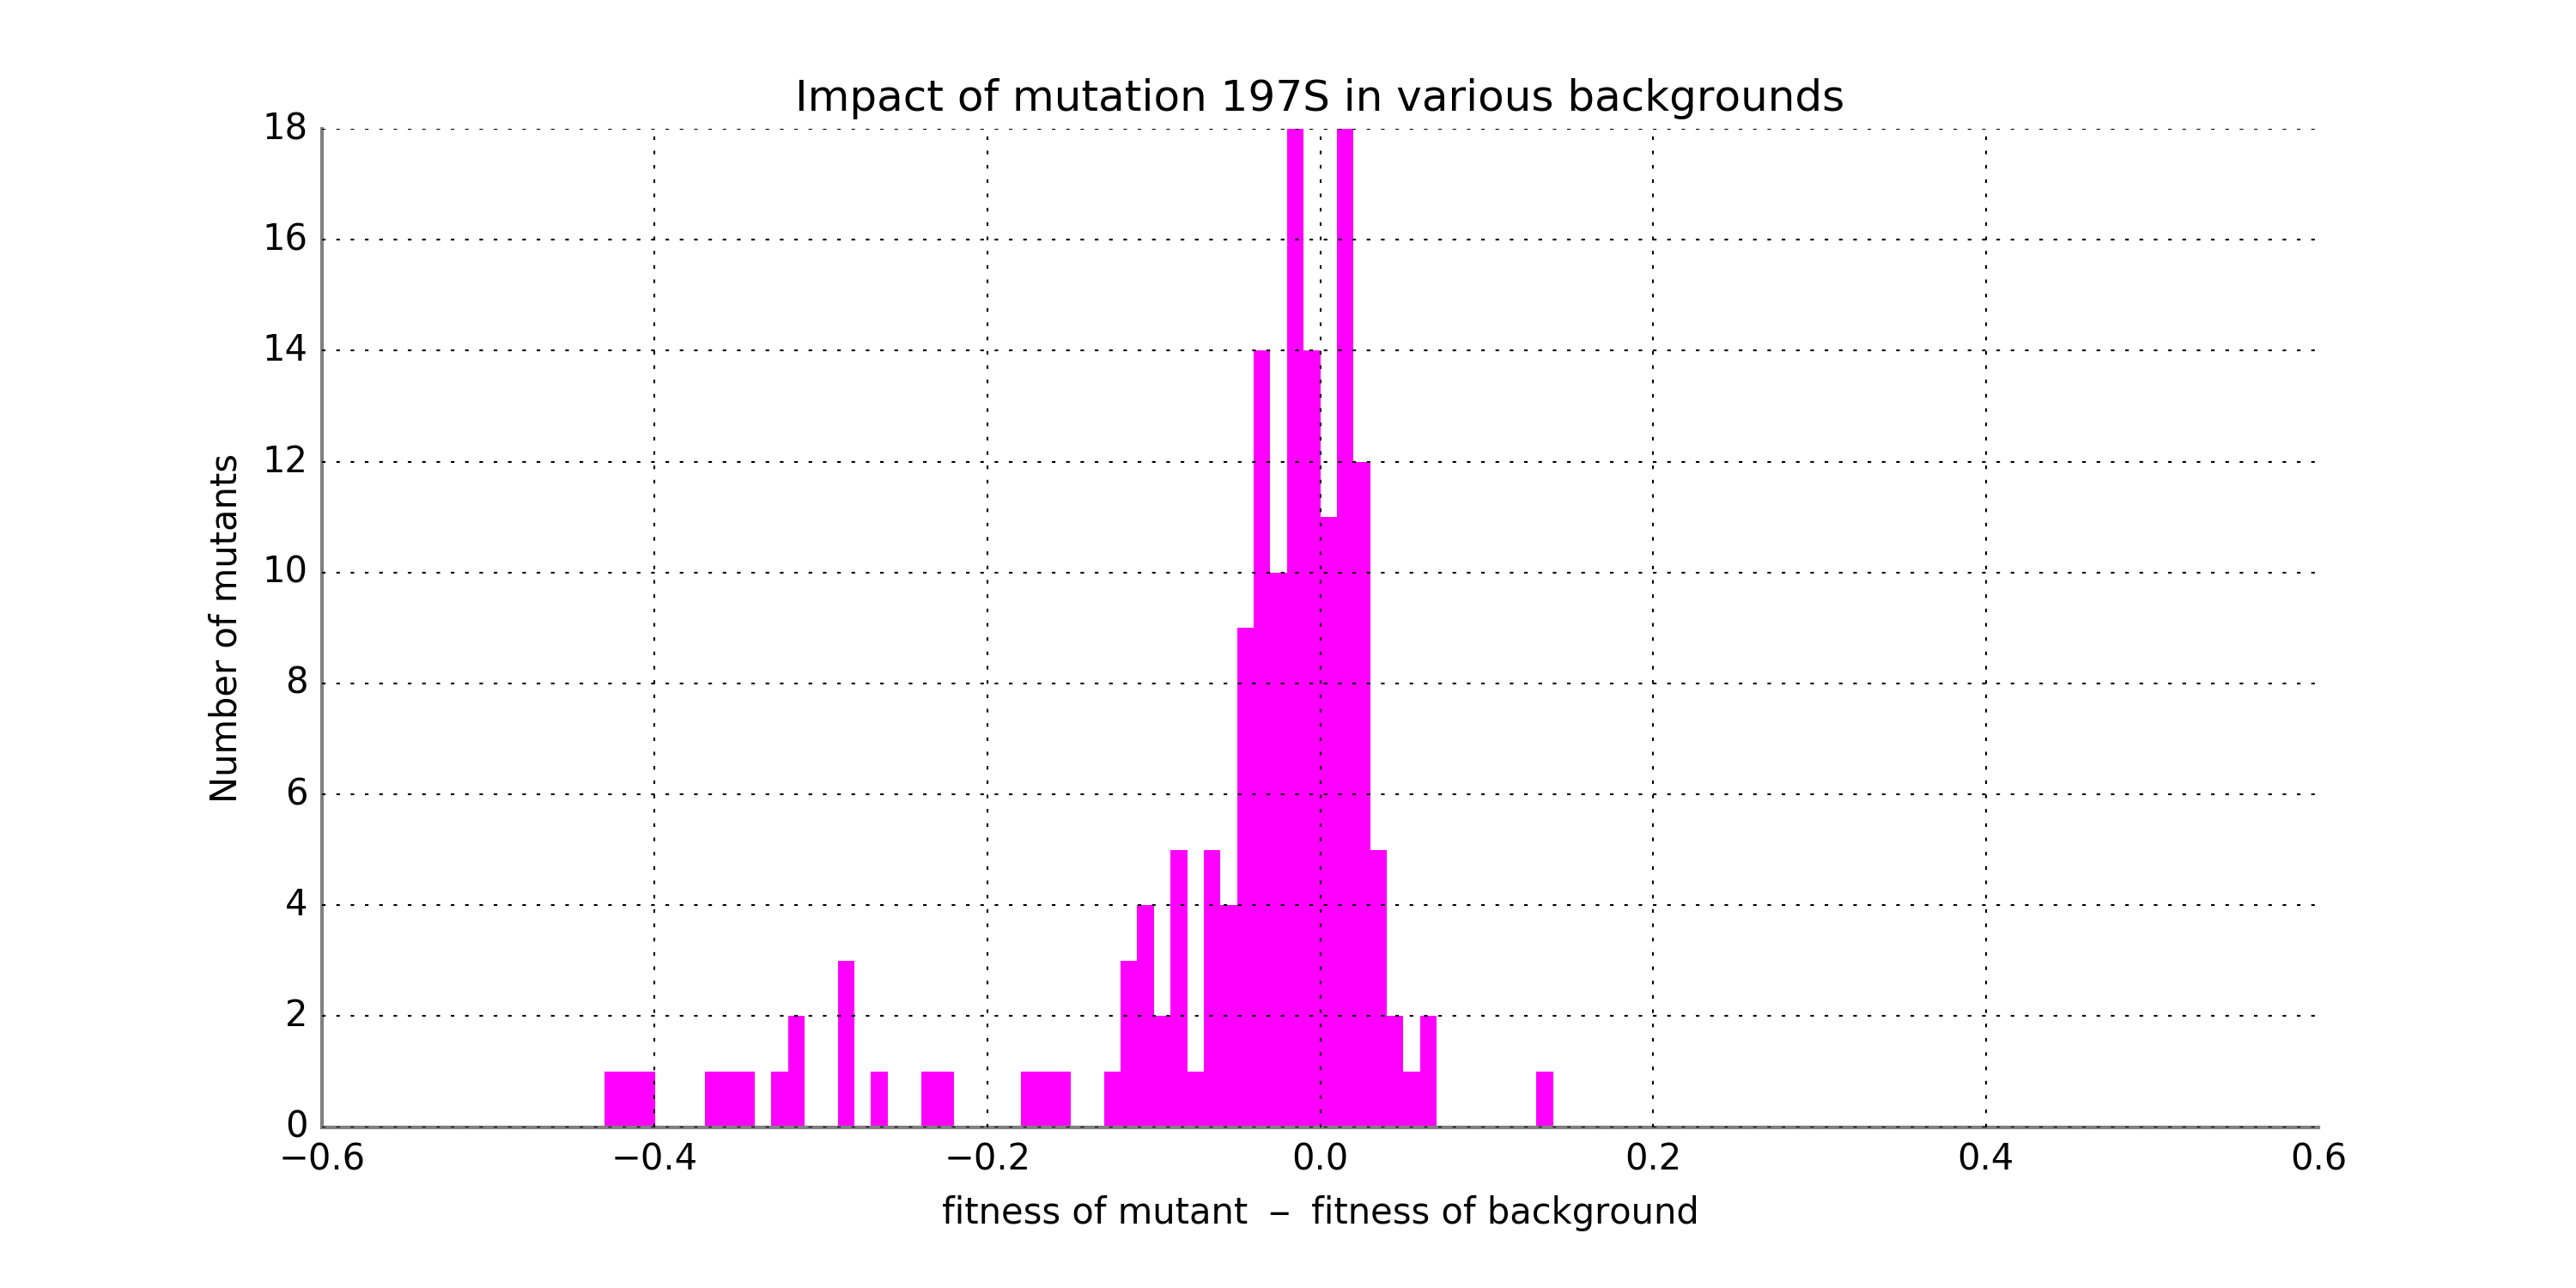 Impact of mutation 197S in various backgrounds
18
16
14
12
10
8
6
4
2
0
Number of mutants
−0.6 −0.4 −0.2 0.0 0.2 0.4 0.6
fitness of mutant − fitness of background